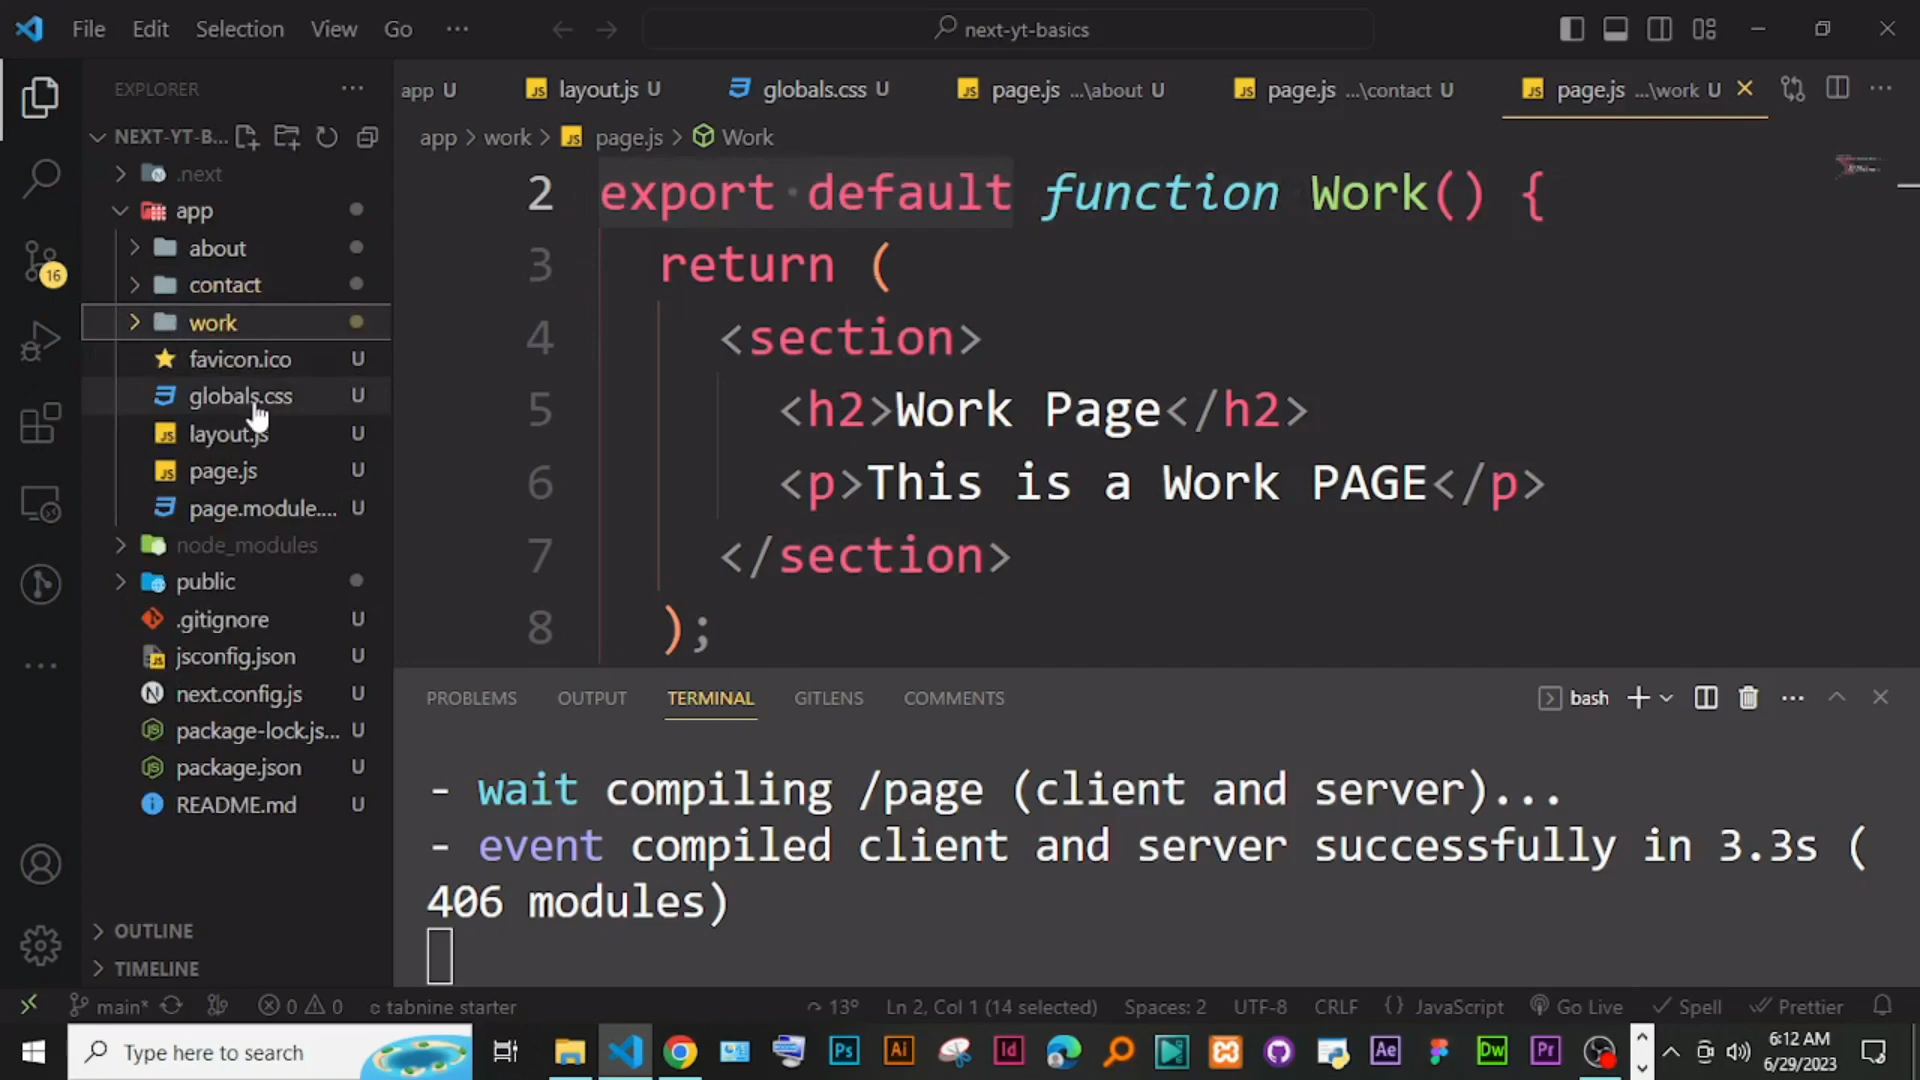 File Edit Selection View Go ...
next-yt-basics
EXPLORER
NEXT-YT-B...
.next
app
about
contact
work
favicon.ico U
globals.css U
layout.js U
page.js U
page.module.... U
node_modules
public
.gitignore U
jsconfig.json U
next.config.js U
package-lock.js... U
package.json U
README.md U
OUTLINE
TIMELINE
16
app U layout.js U globals.css U page.js ...\about U page.js ...\contact U page.js ...\work U
app > work > page.js > Work
2 export default function Work() {
3 return (
4 <section>
5 <h2>Work Page</h2>
6 <p>This is a Work PAGE</p>
7 </section>
8 );
PROBLEMS OUTPUT TERMINAL GITLENS COMMENTS
bash
- wait compiling /page (client and server)...
- event compiled client and server successfully in 3.3s (
406 modules)
main* 0 0 tabnine starter 13° Ln 2, Col 1 (14 selected) Spaces: 2 UTF-8 CRLF {} JavaScript Go Live Spell Prettier
Type here to search
Ps Ai Id Ae Dw Pr
6:12 AM
6/29/2023